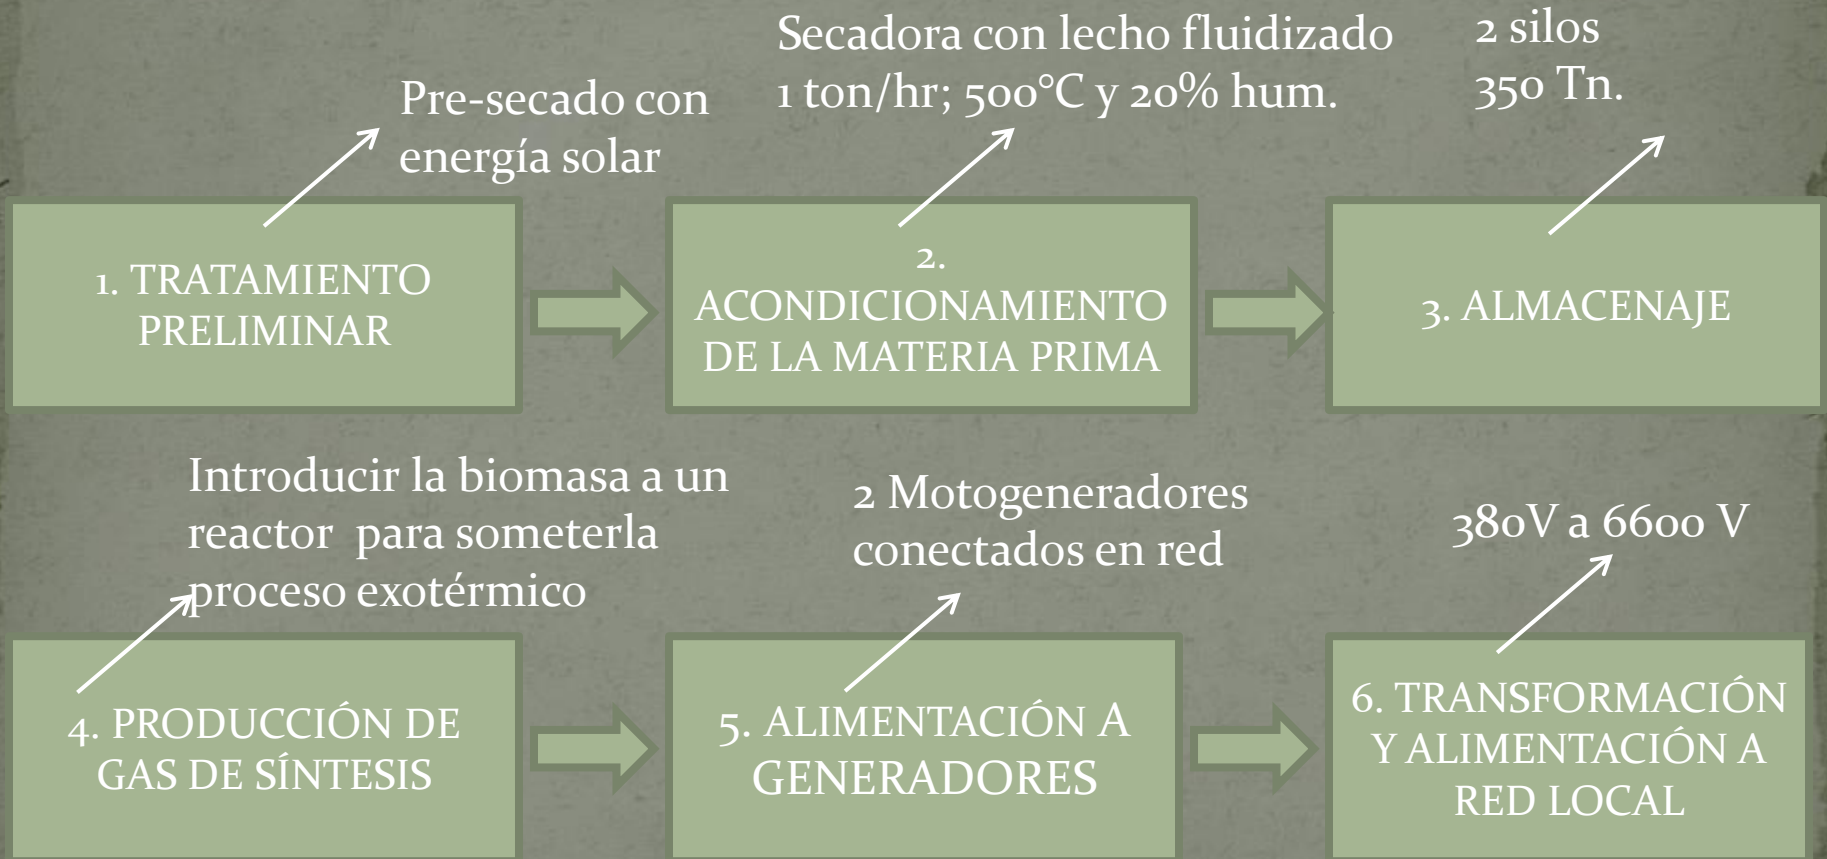 Pre-secado con
energía solar
Secadora con lecho fluidizado
1 ton/hr; 500°C y 20% hum.
2 silos
350 Tn.
1. TRATAMIENTO
PRELIMINAR
2.
ACONDICIONAMIENTO
DE LA MATERIA PRIMA
3. ALMACENAJE
Introducir la biomasa a un
reactor para someterla
proceso exotérmico
2 Motogeneradores
conectados en red
380V a 6600 V
4. PRODUCCIÓN DE
GAS DE SÍNTESIS
5. ALIMENTACIÓN A
GENERADORES
6. TRANSFORMACIÓN
Y ALIMENTACIÓN A
RED LOCAL